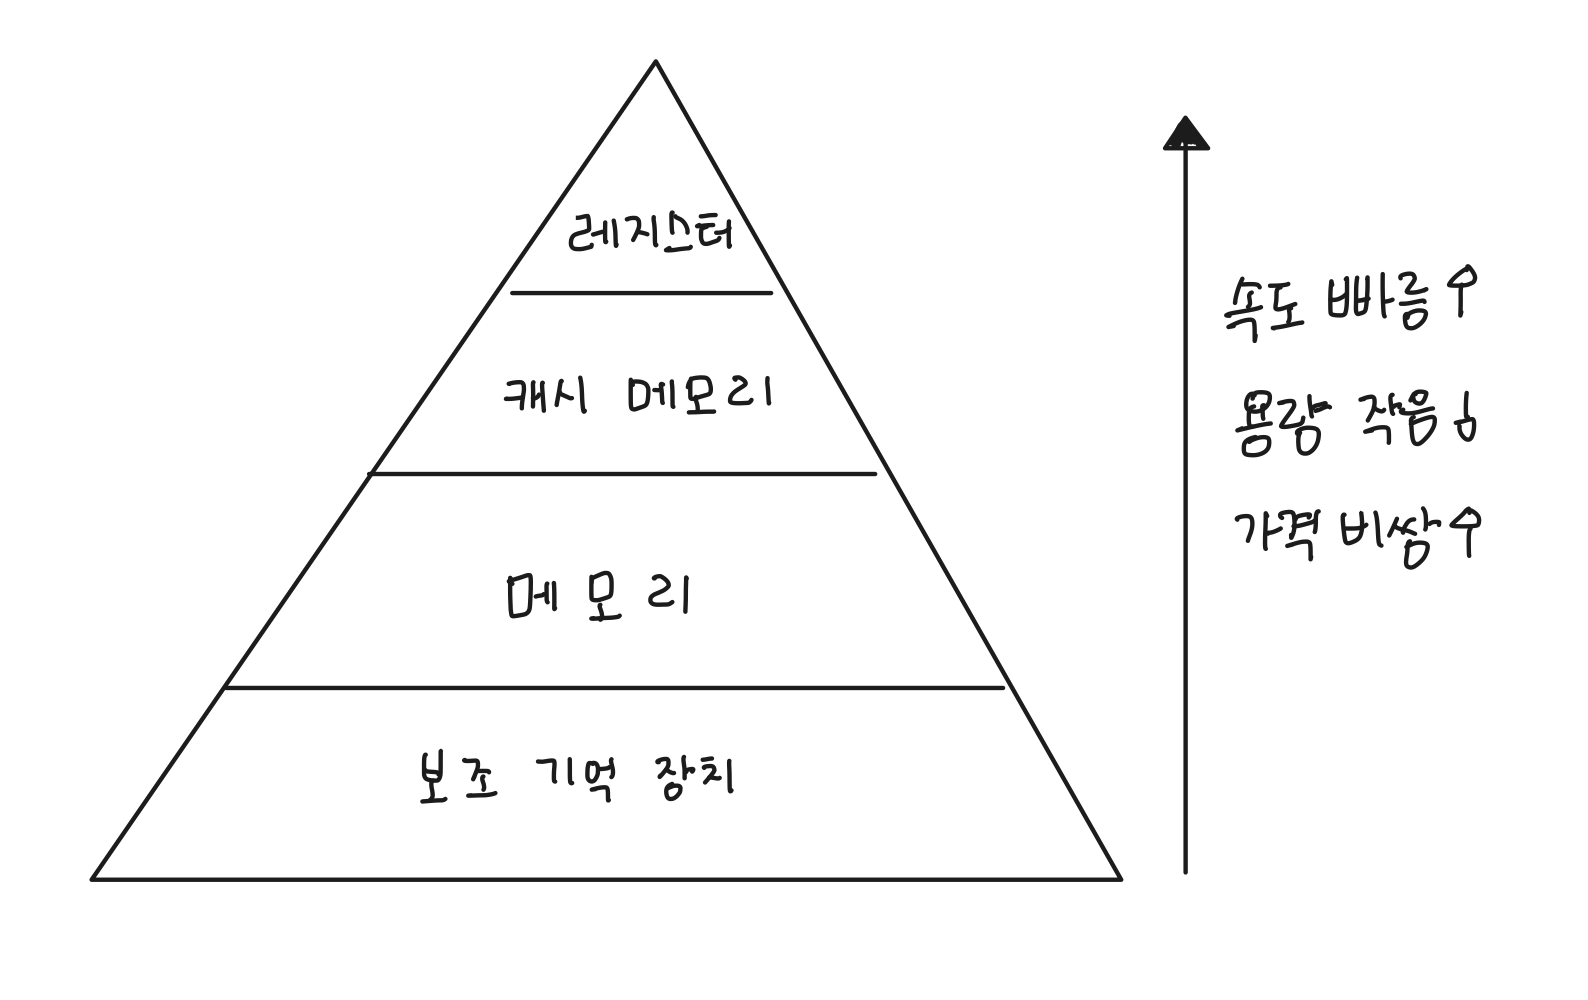 레지스터
캐시 메모리
메모리
보조 기억 장치
속도 빠름 ↑
용량 작음 ↓
가격 비쌈 ↑